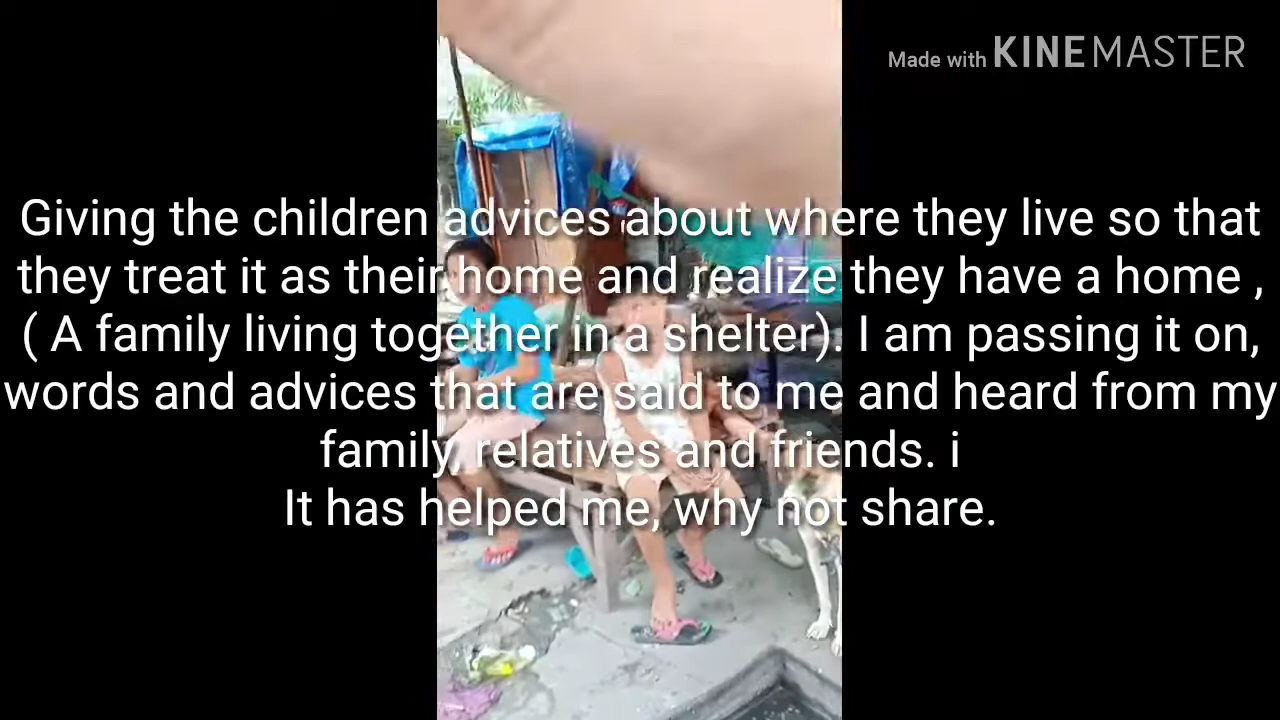 Made with KINEMASTER
Giving the children advices about where they live so that
they treat it as their home and realize they have a home ,
( A family living together in a shelter). I am passing it on,
words and advices that are said to me and heard from my
family, relatives and friends. i
It has helped me, why not share.